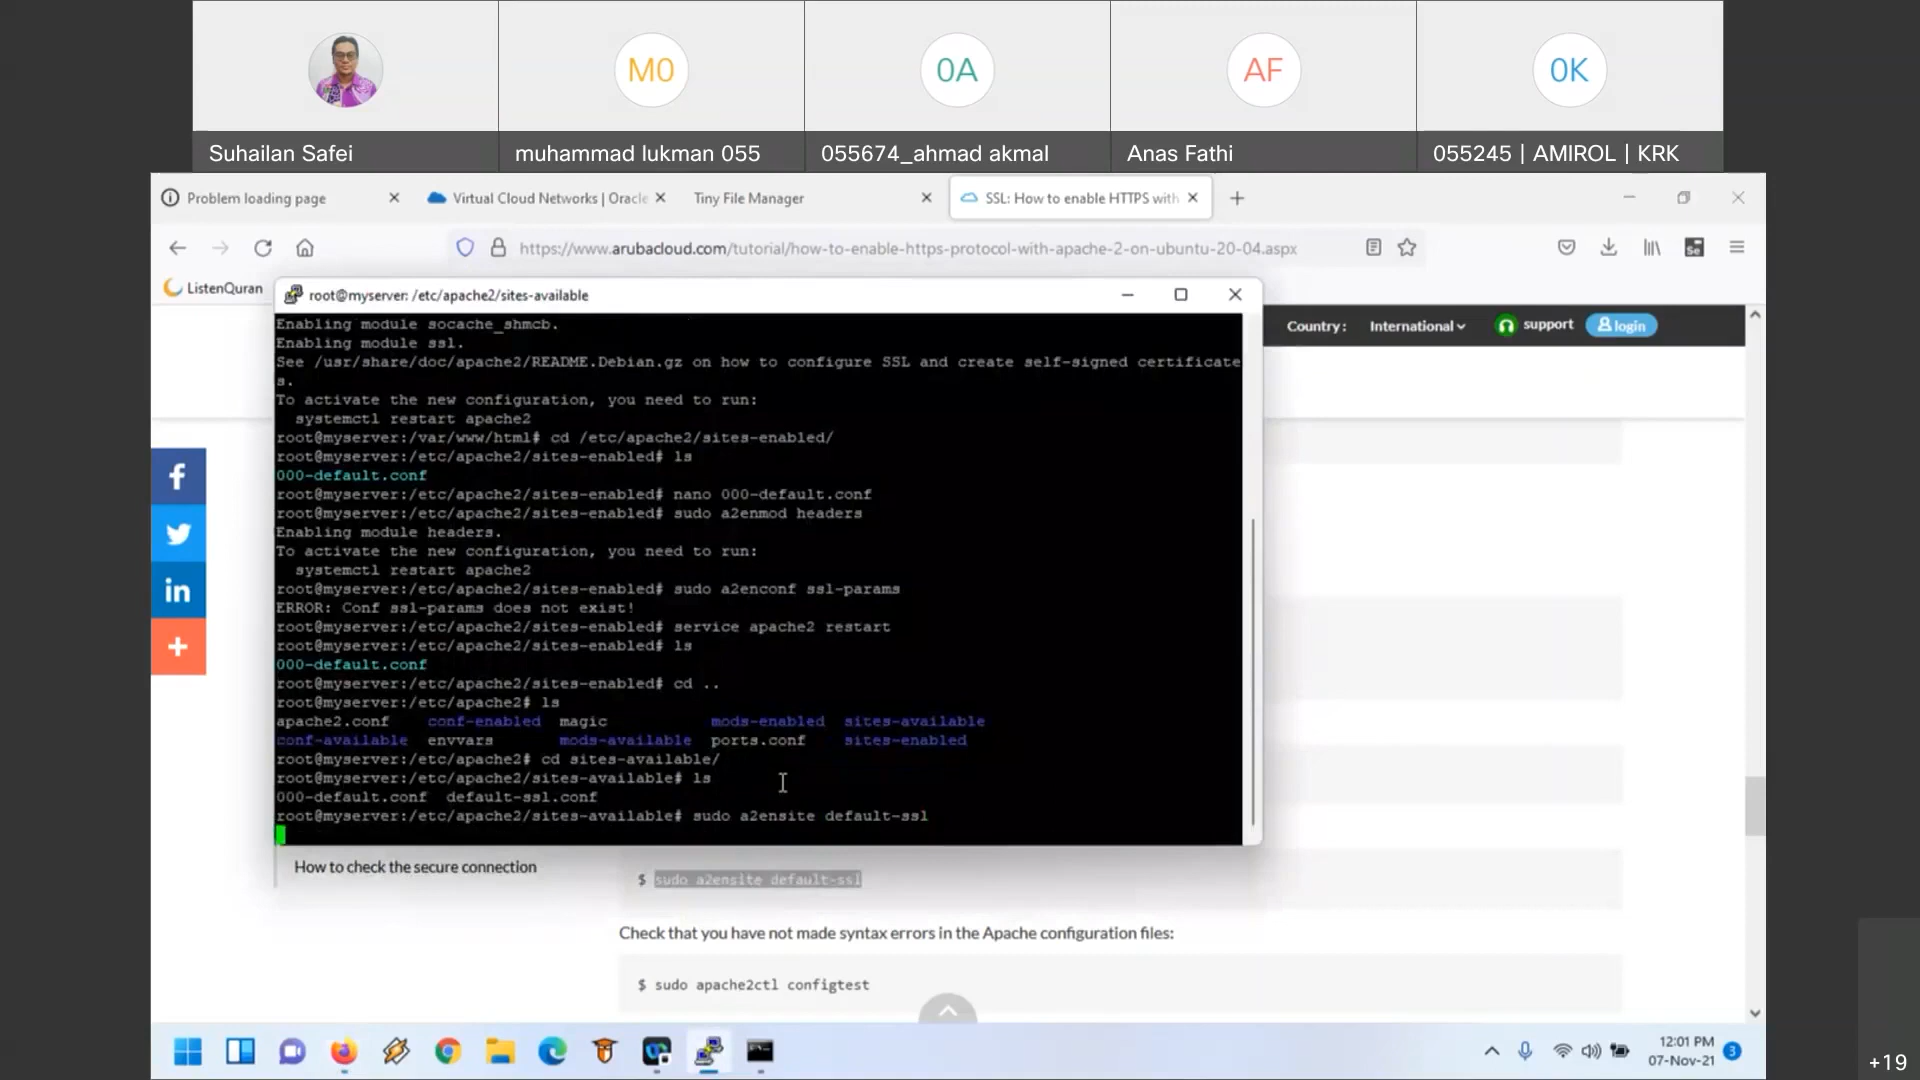 M0
0A
AF
0K
Suhailan Safei
muhammad lukman 055
055674_ahmad akmal
Anas Fathi
055245 | AMIROL | KRK
Problem loading page
Virtual Cloud Networks | Oracle
Tiny File Manager
SSL: How to enable HTTPS with
https://www.arubacloud.com/tutorial/how-to-enable-https-protocol-with-apache-2-on-ubuntu-20-04.aspx
ListenQuran
root@myserver: /etc/apache2/sites-available
Country:
International
support
login
Enabling module socache_shmcb.
Enabling module ssl.
See /usr/share/doc/apache2/README.Debian.gz on how to configure SSL and create self-signed certificate
s.
To activate the new configuration, you need to run:
systemctl restart apache2
root@myserver:/var/www/html# cd /etc/apache2/sites-enabled/
root@myserver:/etc/apache2/sites-enabled# ls
000-default.conf
root@myserver:/etc/apache2/sites-enabled# nano 000-default.conf
root@myserver:/etc/apache2/sites-enabled# sudo a2enmod headers
Enabling module headers.
To activate the new configuration, you need to run:
systemctl restart apache2
root@myserver:/etc/apache2/sites-enabled# sudo a2enconf ssl-params
ERROR: Conf ssl-params does not exist!
root@myserver:/etc/apache2/sites-enabled# service apache2 restart
root@myserver:/etc/apache2/sites-enabled# ls
000-default.conf
root@myserver:/etc/apache2/sites-enabled# cd ..
root@myserver:/etc/apache2# ls
apache2.conf conf-enabled magic mods-enabled sites-available
conf-available envvars mods-available ports.conf sites-enabled
root@myserver:/etc/apache2# cd sites-available/
root@myserver:/etc/apache2/sites-available# ls
000-default.conf default-ssl.conf
root@myserver:/etc/apache2/sites-available# sudo a2ensite default-ssl
How to check the secure connection
$ sudo a2ensite default-ssl
Check that you have not made syntax errors in the Apache configuration files:
$ sudo apache2ctl configtest
12:01 PM
07-Nov-21
3
+19